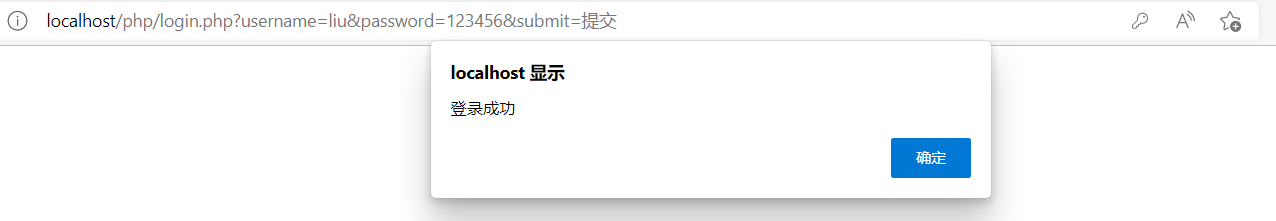 localhost/php/login.php?username=liu&password=123456&submit=提交
localhost 显示
登录成功
确定